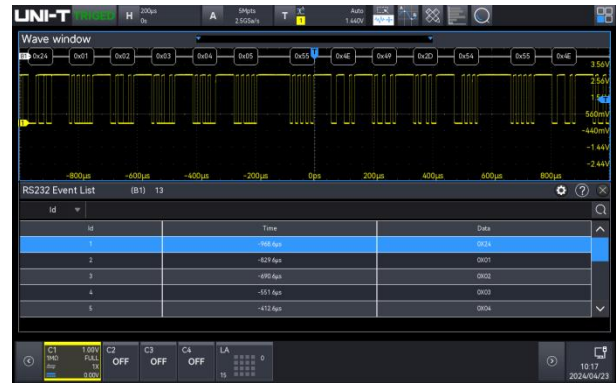 UNI-T TRIGED H 200µs 0s A 5Mpts 2.5GSa/s T 1 Auto 1.440V
Wave window
B1 0x24 0x01 0x02 0x03 0x04 0x05 0x55 0x4E 0x49 0x2D 0x54 0x55 0x4E
3.56V
2.56V
T
560mV
1
-440mV
-1.44V
-2.44V
-800µs -600µs -400µs -200µs 0ps 200µs 400µs 600µs 800µs
RS232 Event List (B1) 13
Id
Id Time Data
1 -968.6µs 0X24
2 -829.6µs 0X01
3 -690.6µs 0X02
4 -551.6µs 0X03
5 -412.6µs 0X04
C1 1.00V C2 C3 C4 LA
1MΩ FULL OFF OFF OFF 0
1X
0.00V 15
10:17
2024/04/23